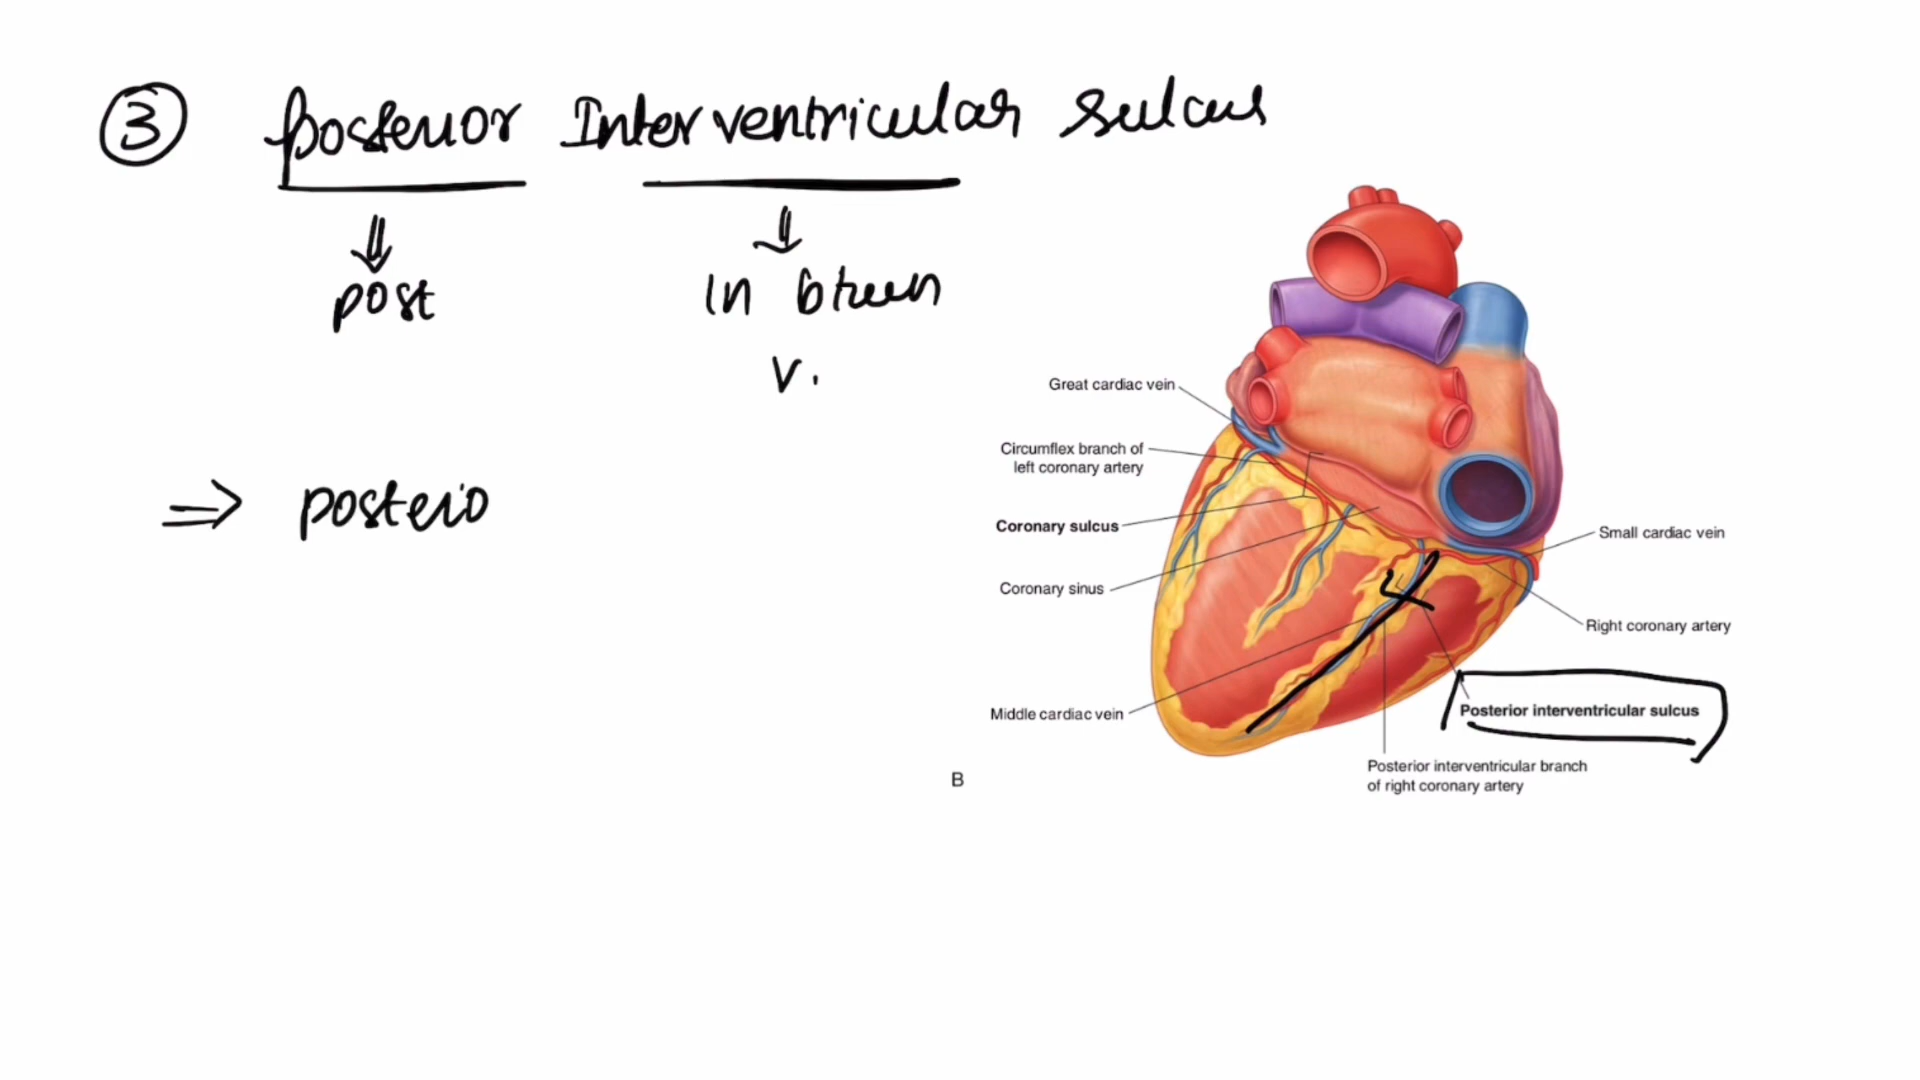 3 Posterior Interventricular sulcus
post
In btween
v.
⇒ posterio
Great cardiac vein
Circumflex branch of
left coronary artery
Coronary sulcus
Coronary sinus
Middle cardiac vein
Small cardiac vein
Right coronary artery
Posterior interventricular sulcus
Posterior interventricular branch
of right coronary artery
B